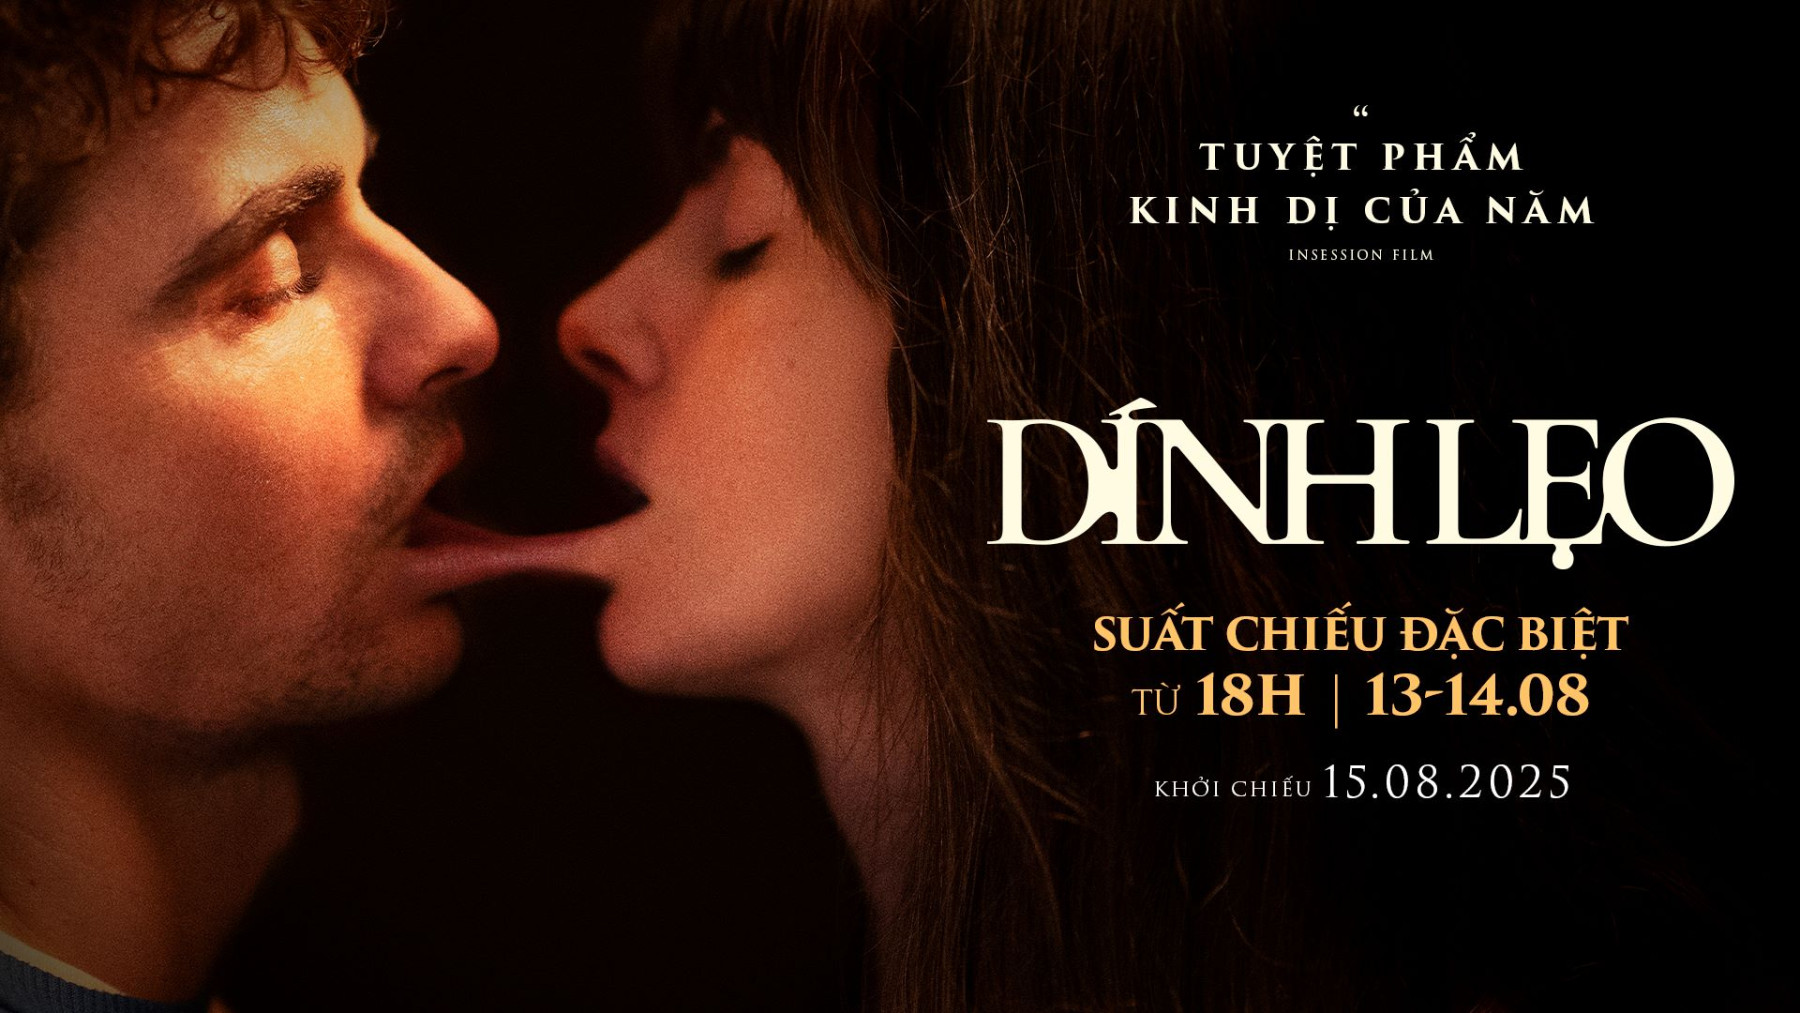 “
TUYỆT PHẨM
KINH DỊ CỦA NĂM
INSESSION FILM
DÍNH LẸO
SUẤT CHIẾU ĐẶC BIỆT
TỪ 18H | 13-14.08
KHỞI CHIẾU 15.08.2025